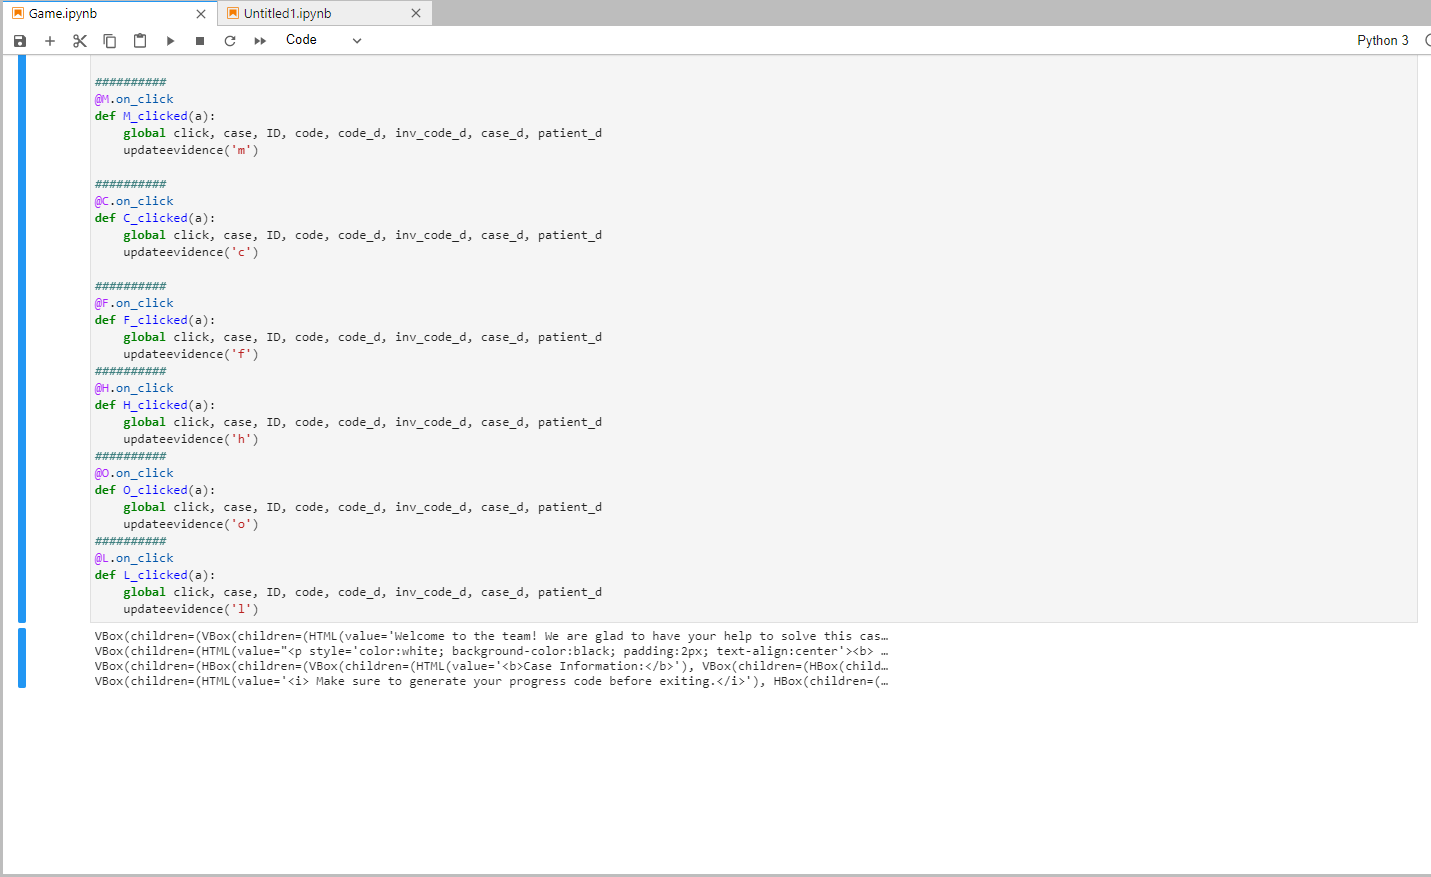 Game.ipynb
Untitled1.ipynb
Code
Python 3
##########
@M.on_click
def M_clicked(a):
    global click, case, ID, code, code_d, inv_code_d, case_d, patient_d
    updateevidence('m')
##########
@C.on_click
def C_clicked(a):
    global click, case, ID, code, code_d, inv_code_d, case_d, patient_d
    updateevidence('c')
##########
@F.on_click
def F_clicked(a):
    global click, case, ID, code, code_d, inv_code_d, case_d, patient_d
    updateevidence('f')
##########
@H.on_click
def H_clicked(a):
    global click, case, ID, code, code_d, inv_code_d, case_d, patient_d
    updateevidence('h')
##########
@O.on_click
def O_clicked(a):
    global click, case, ID, code, code_d, inv_code_d, case_d, patient_d
    updateevidence('o')
##########
@L.on_click
def L_clicked(a):
    global click, case, ID, code, code_d, inv_code_d, case_d, patient_d
    updateevidence('l')
VBox(children=(VBox(children=(HTML(value='Welcome to the team! We are glad to have your help to solve this cas…
VBox(children=(HTML(value="<p style='color:white; background-color:black; padding:2px; text-align:center'><b> …
VBox(children=(HBox(children=(VBox(children=(HTML(value='<b>Case Information:</b>'), VBox(children=(HBox(child…
VBox(children=(HTML(value='<i> Make sure to generate your progress code before exiting.</i>'), HBox(children=(…